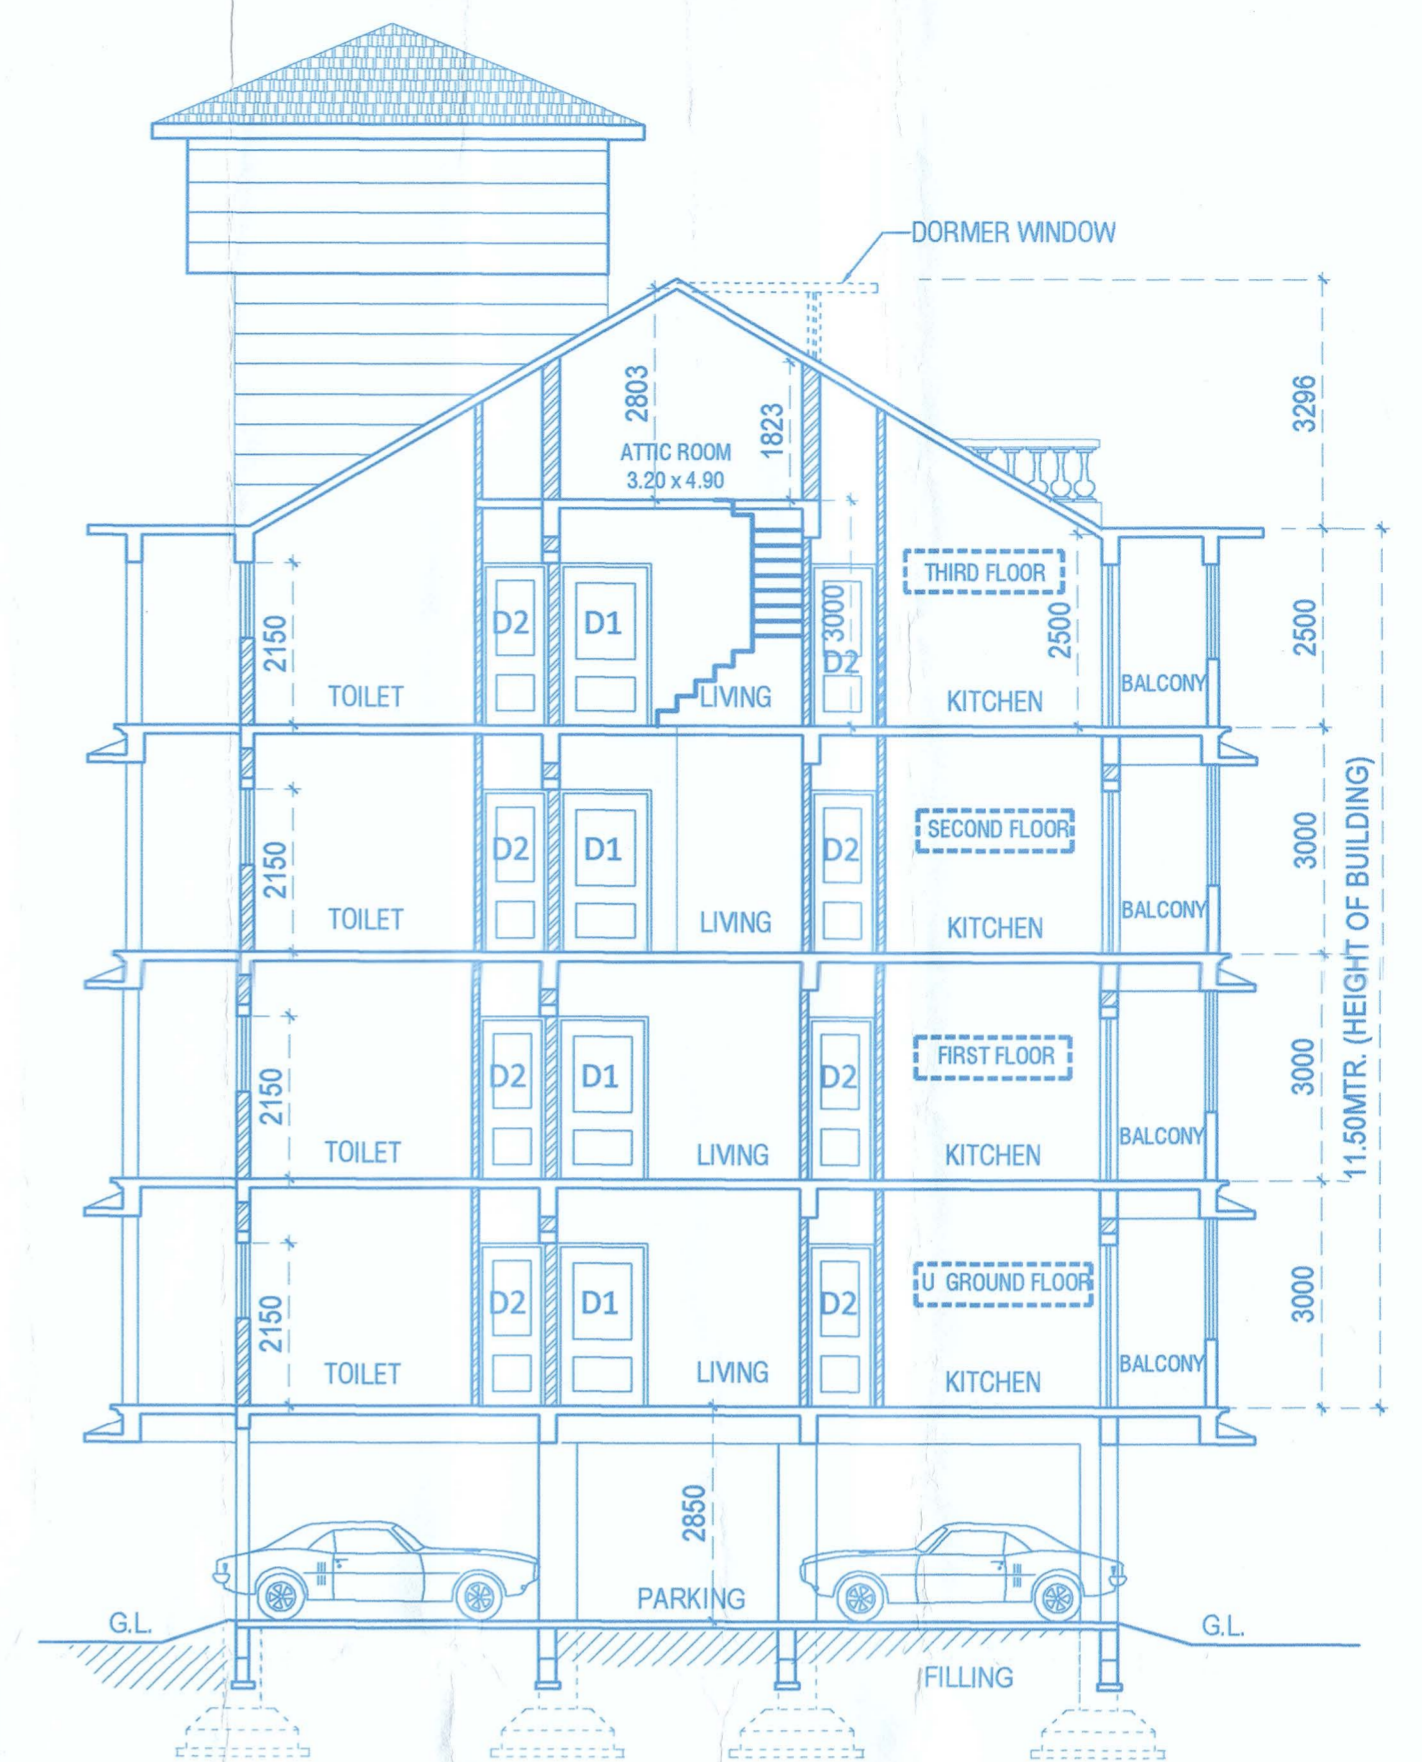 DORMER WINDOW
2803
1823
3296
ATTIC ROOM
3.20 x 4.90
THIRD FLOOR
2150
D2
D1
3000
D2
2500
2500
TOILET
LIVING
KITCHEN
BALCONY
SECOND FLOOR
2150
D2
D1
D2
3000
TOILET
LIVING
KITCHEN
BALCONY
11.50MTR. (HEIGHT OF BUILDING)
FIRST FLOOR
2150
D2
D1
D2
3000
TOILET
LIVING
KITCHEN
BALCONY
U GROUND FLOOR
2150
D2
D1
D2
3000
TOILET
LIVING
KITCHEN
BALCONY
2850
PARKING
G.L.
G.L.
FILLING